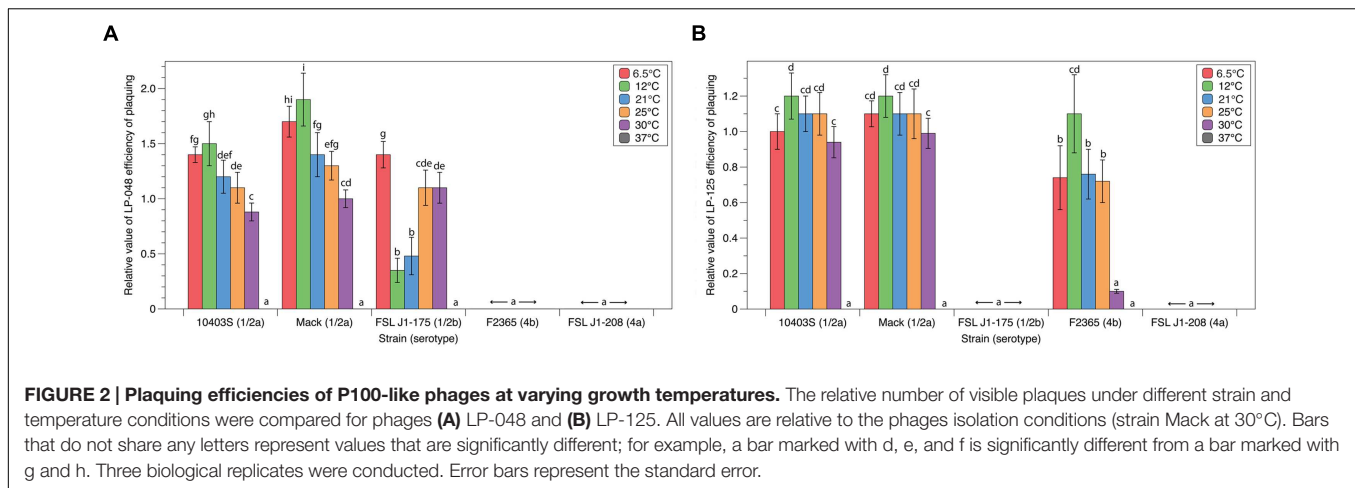 A
B
Relative value of LP-048 efficiency of plaquing
2.0
1.5
1.0
0.5
0
fg
gh
def
de
c
a
hi
i
fg
fg
cd
a
g
b
b
cde
de
a
a
a
6.5°C
12°C
21°C
25°C
30°C
37°C
10403S (1/2a)
Mack (1/2a)
FSL J1-175 (1/2b)
F2365 (4b)
FSL J1-208 (4a)
Strain (serotype)
Relative value of LP-125 efficiency of plaquing
1.2
1.0
0.8
0.6
0.4
0.2
0
c
d
cd
cd
c
a
cd
d
cd
cd
c
a
a
b
cd
b
b
a
a
a
6.5°C
12°C
21°C
25°C
30°C
37°C
10403S (1/2a)
Mack (1/2a)
FSL J1-175 (1/2b)
F2365 (4b)
FSL J1-208 (4a)
Strain (serotype)
FIGURE 2 | Plaquing efficiencies of P100-like phages at varying growth temperatures. The relative number of visible plaques under different strain and
temperature conditions were compared for phages (A) LP-048 and (B) LP-125. All values are relative to the phages isolation conditions (strain Mack at 30°C). Bars
that do not share any letters represent values that are significantly different; for example, a bar marked with d, e, and f is significantly different from a bar marked with
g and h. Three biological replicates were conducted. Error bars represent the standard error.